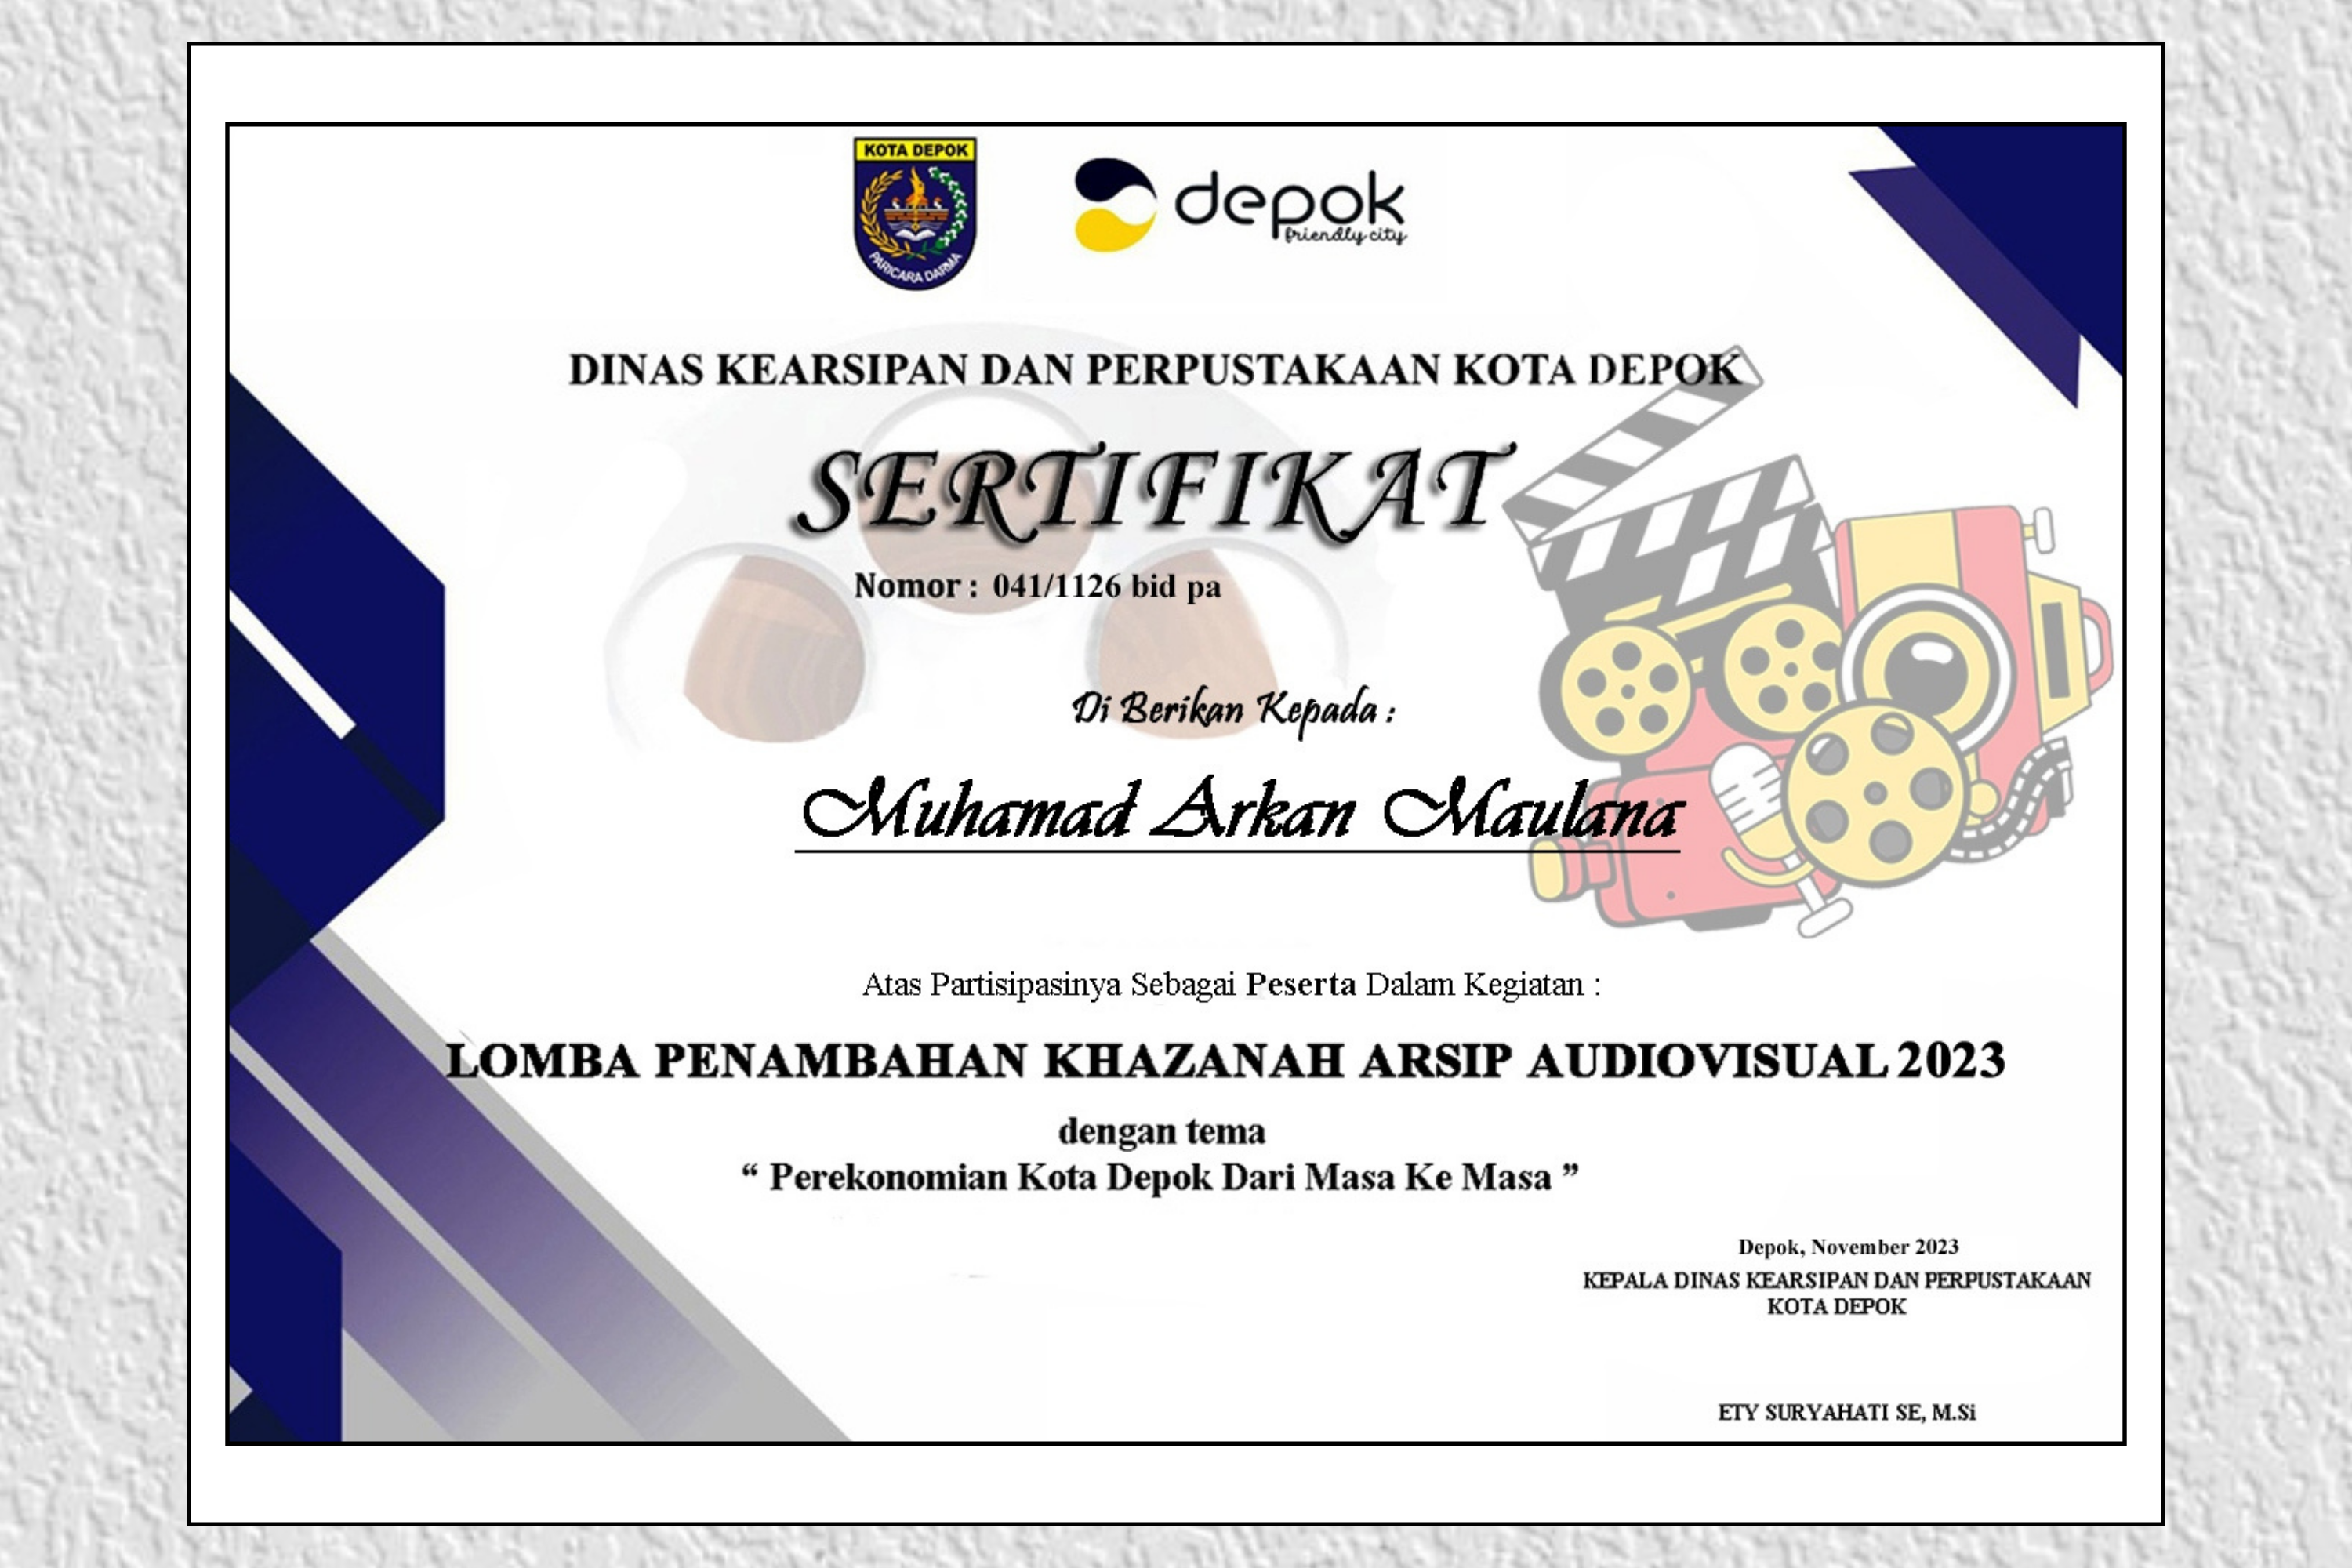 KOTA DEPOK
PARICARA DARMA
depok
friendly city
DINAS KEARSIPAN DAN PERPUSTAKAAN KOTA DEPOK
SERTIFIKAT
Nomor : 041/1126 bid pa
Di Berikan Kepada :
Muhamad Arkan Maulana
Atas Partisipasinya Sebagai Peserta Dalam Kegiatan :
LOMBA PENAMBAHAN KHAZANAH ARSIP AUDIOVISUAL 2023
dengan tema
“ Perekonomian Kota Depok Dari Masa Ke Masa ”
Depok, November 2023
KEPALA DINAS KEARSIPAN DAN PERPUSTAKAAN
KOTA DEPOK
ETY SURYAHATI SE, M.Si